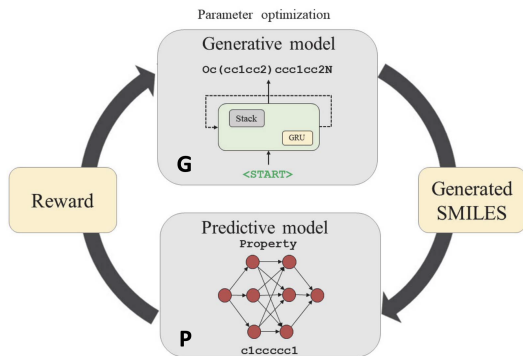 Parameter optimization
Generative model
Oc(cc1cc2)ccc1cc2N
Stack
GRU
G
<START>
Reward
Generated
SMILES
Predictive model
Property
P
c1ccccc1